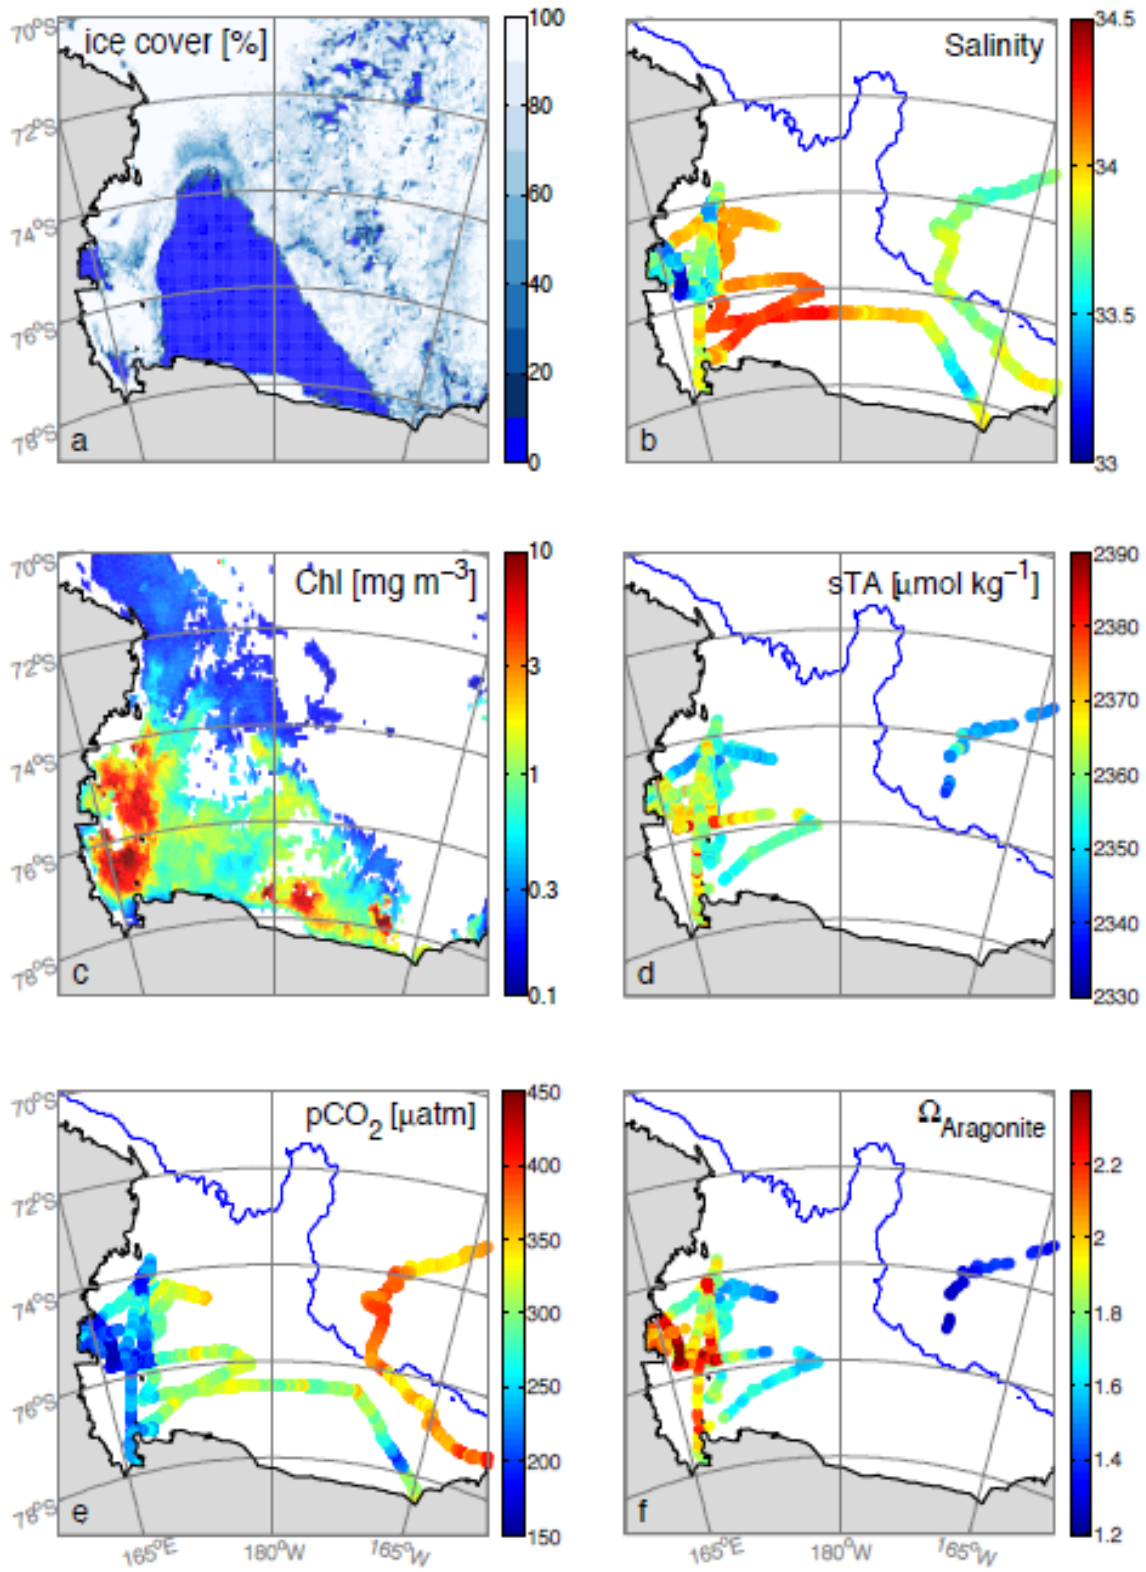 70°S
72°S
74°S
76°S
78°S
ice cover [%]
a
100
80
60
40
20
0
Salinity
b
34.5
34
33.5
33
70°S
72°S
74°S
76°S
78°S
Chl [mg m⁻³]
c
10
3
1
0.3
0.1
sTA [µmol kg⁻¹]
d
2390
2380
2370
2360
2350
2340
2330
70°S
72°S
74°S
76°S
78°S
pCO₂ [µatm]
e
450
400
350
300
250
200
150
165°E
180°W
165°W
Ω Aragonite
f
2.2
2
1.8
1.6
1.4
1.2
165°E
180°W
165°W